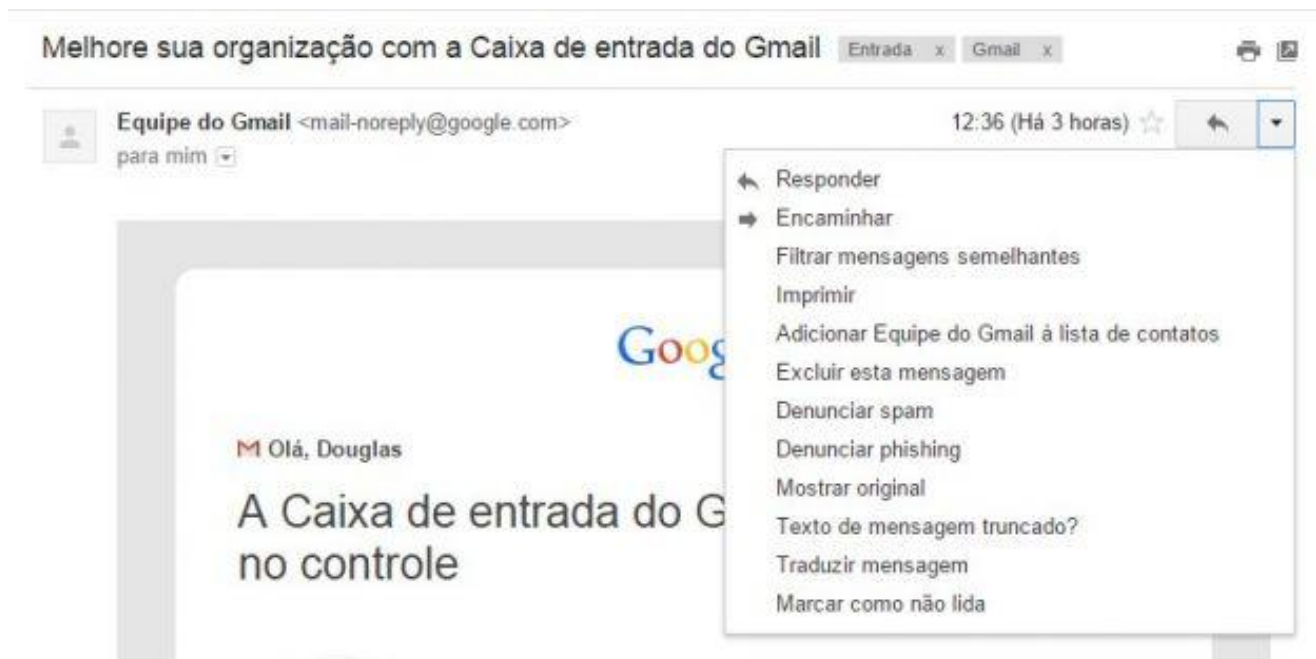 Melhore sua organização com a Caixa de entrada do Gmail Entrada x Gmail x
Equipe do Gmail <mail-noreply@google.com> 12:36 (Há 3 horas)
para mim
Responder
Encaminhar
Filtrar mensagens semelhantes
Imprimir
Adicionar Equipe do Gmail à lista de contatos
Excluir esta mensagem
Denunciar spam
Denunciar phishing
Mostrar original
Texto de mensagem truncado?
Traduzir mensagem
Marcar como não lida
Goog
M Olá, Douglas
A Caixa de entrada do G
no controle